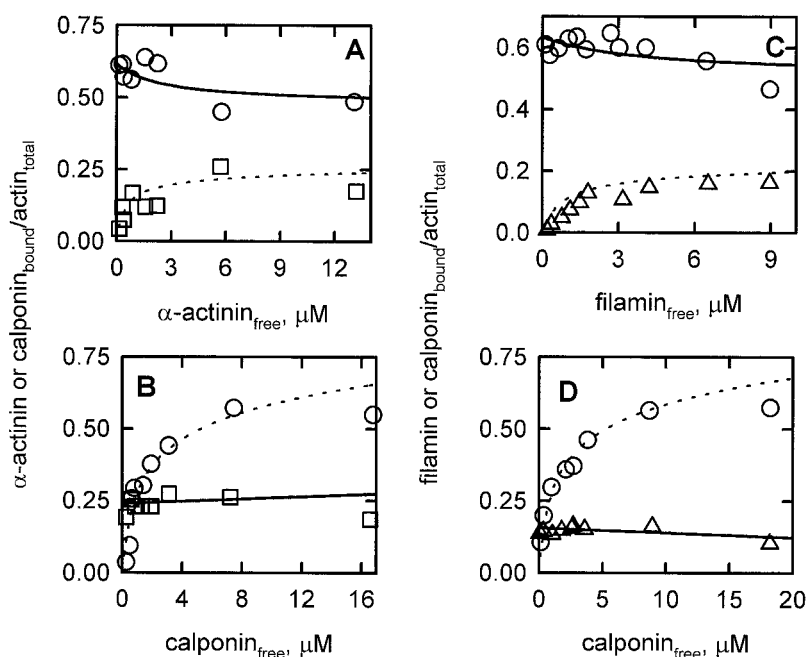 α-actinin or calponin_bound/actin_total
0.75
0.50
0.25
0.00
A
0 3 6 9 12
α-actinin_free, µM
0.75
0.50
0.25
0.00
B
0 4 8 12 16
calponin_free, µM
filamin or calponin_bound/actin_total
0.6
0.4
0.2
0.0
C
0 3 6 9
filamin_free, µM
0.75
0.50
0.25
0.00
D
0 5 10 15 20
calponin_free, µM